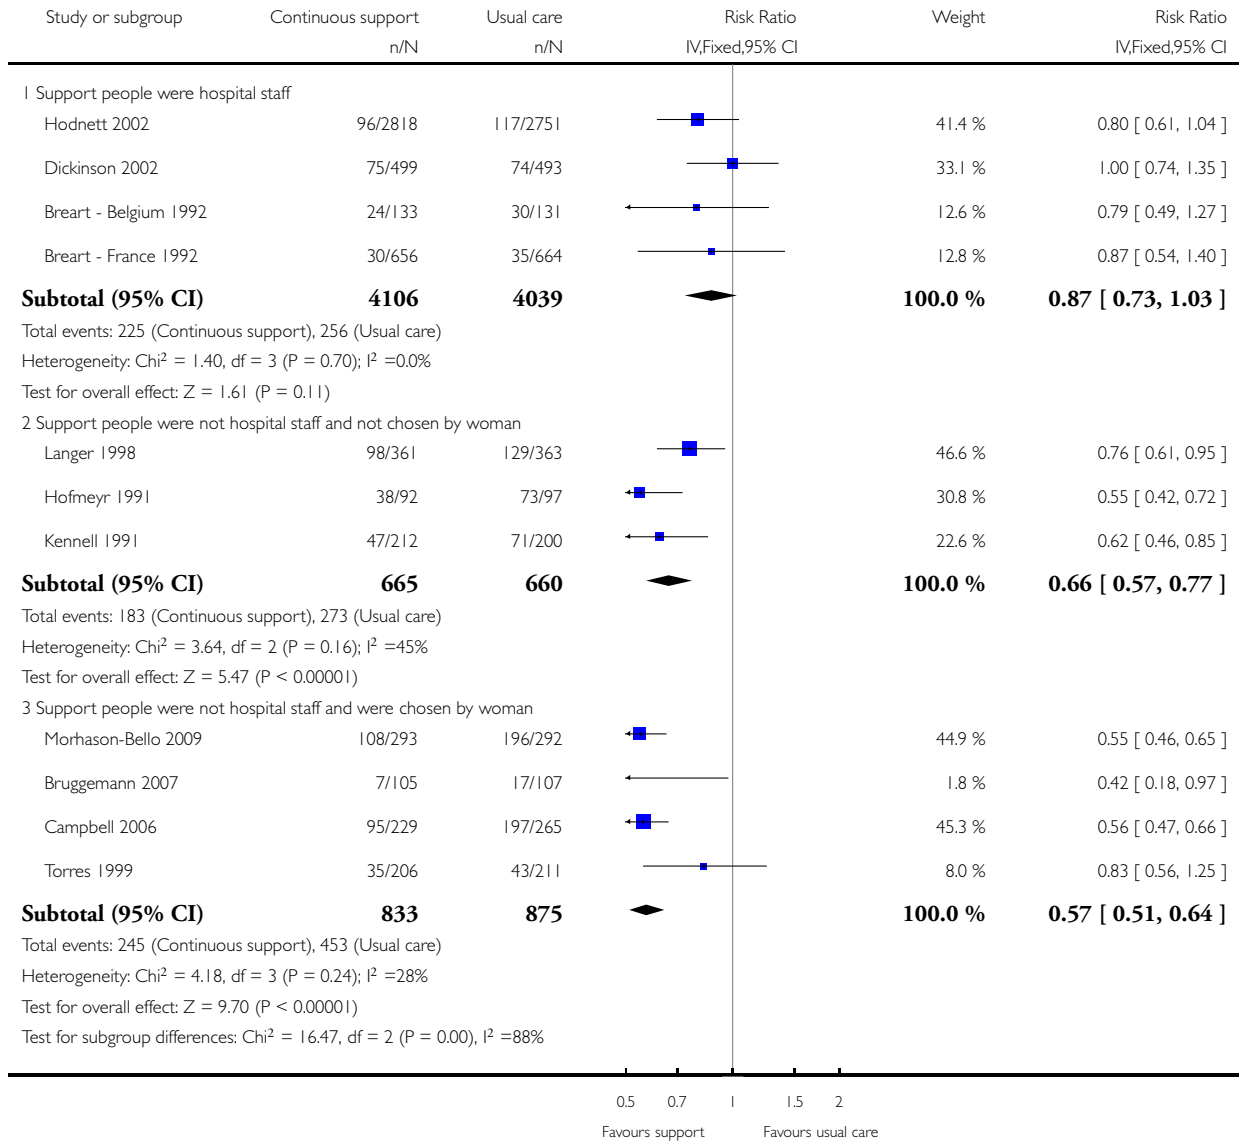 Study or subgroup Continuous support Usual care Risk Ratio Weight Risk Ratio
n/N n/N IV,Fixed,95% CI IV,Fixed,95% CI
1 Support people were hospital staff
Hodnett 2002 96/2818 117/2751 41.4 % 0.80 [ 0.61, 1.04 ]
Dickinson 2002 75/499 74/493 33.1 % 1.00 [ 0.74, 1.35 ]
Breart - Belgium 1992 24/133 30/131 12.6 % 0.79 [ 0.49, 1.27 ]
Breart - France 1992 30/656 35/664 12.8 % 0.87 [ 0.54, 1.40 ]
Subtotal (95% CI) 4106 4039 100.0 % 0.87 [ 0.73, 1.03 ]
Total events: 225 (Continuous support), 256 (Usual care)
Heterogeneity: Chi² = 1.40, df = 3 (P = 0.70); I² =0.0%
Test for overall effect: Z = 1.61 (P = 0.11)
2 Support people were not hospital staff and not chosen by woman
Langer 1998 98/361 129/363 46.6 % 0.76 [ 0.61, 0.95 ]
Hofmeyr 1991 38/92 73/97 30.8 % 0.55 [ 0.42, 0.72 ]
Kennell 1991 47/212 71/200 22.6 % 0.62 [ 0.46, 0.85 ]
Subtotal (95% CI) 665 660 100.0 % 0.66 [ 0.57, 0.77 ]
Total events: 183 (Continuous support), 273 (Usual care)
Heterogeneity: Chi² = 3.64, df = 2 (P = 0.16); I² =45%
Test for overall effect: Z = 5.47 (P < 0.00001)
3 Support people were not hospital staff and were chosen by woman
Morhason-Bello 2009 108/293 196/292 44.9 % 0.55 [ 0.46, 0.65 ]
Bruggemann 2007 7/105 17/107 1.8 % 0.42 [ 0.18, 0.97 ]
Campbell 2006 95/229 197/265 45.3 % 0.56 [ 0.47, 0.66 ]
Torres 1999 35/206 43/211 8.0 % 0.83 [ 0.56, 1.25 ]
Subtotal (95% CI) 833 875 100.0 % 0.57 [ 0.51, 0.64 ]
Total events: 245 (Continuous support), 453 (Usual care)
Heterogeneity: Chi² = 4.18, df = 3 (P = 0.24); I² =28%
Test for overall effect: Z = 9.70 (P < 0.00001)
Test for subgroup differences: Chi² = 16.47, df = 2 (P = 0.00), I² =88%
0.5 0.7 1 1.5 2
Favours support Favours usual care